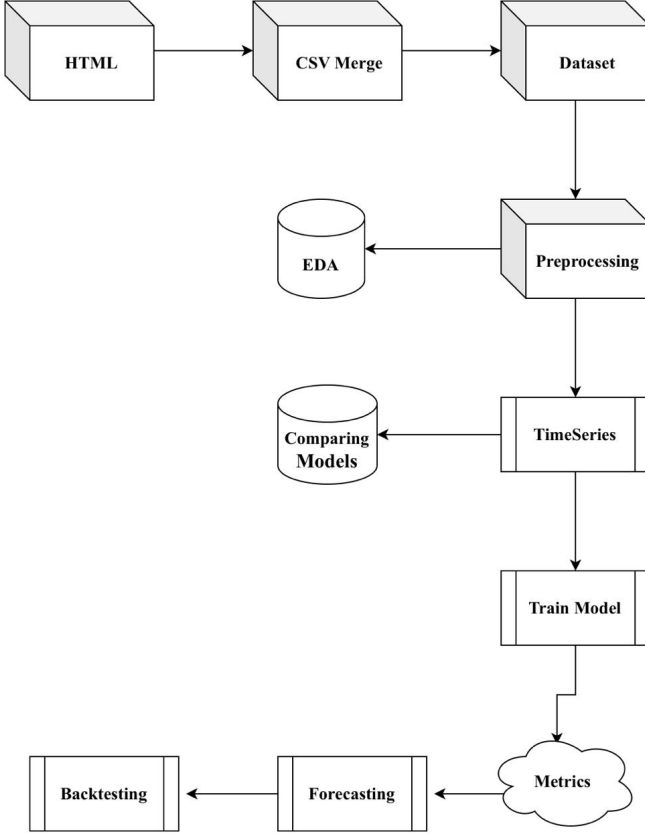 HTML
CSV Merge
Dataset
EDA
Preprocessing
Comparing
Models
TimeSeries
Train Model
Backtesting
Forecasting
Metrics